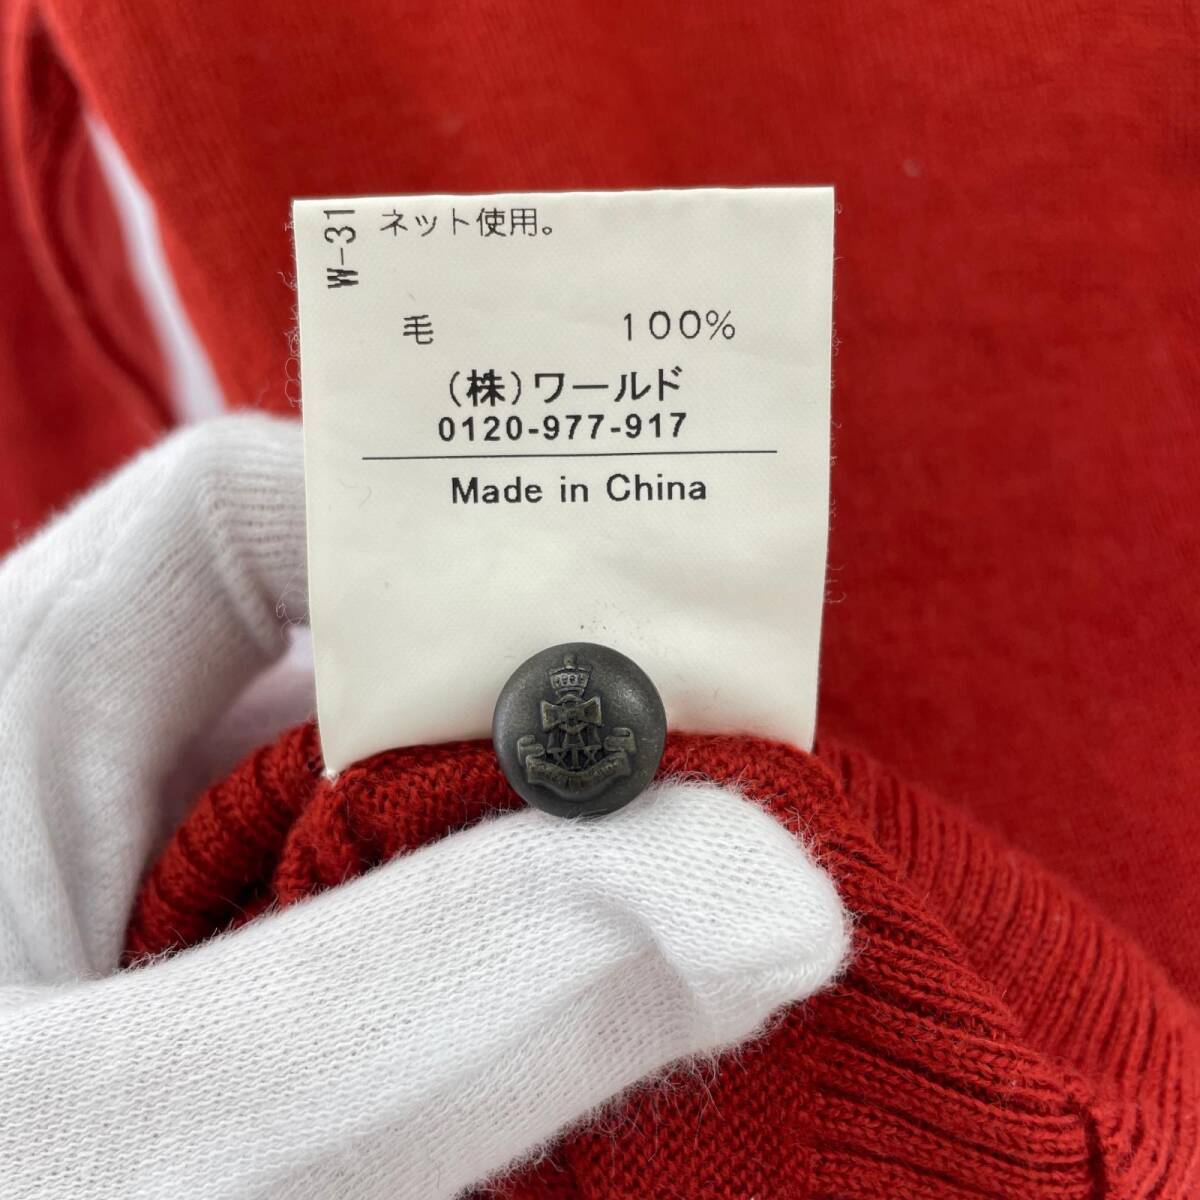 W-31
ネット使用。
毛 100%
(株)ワールド
0120-977-917
Made in China
XIX